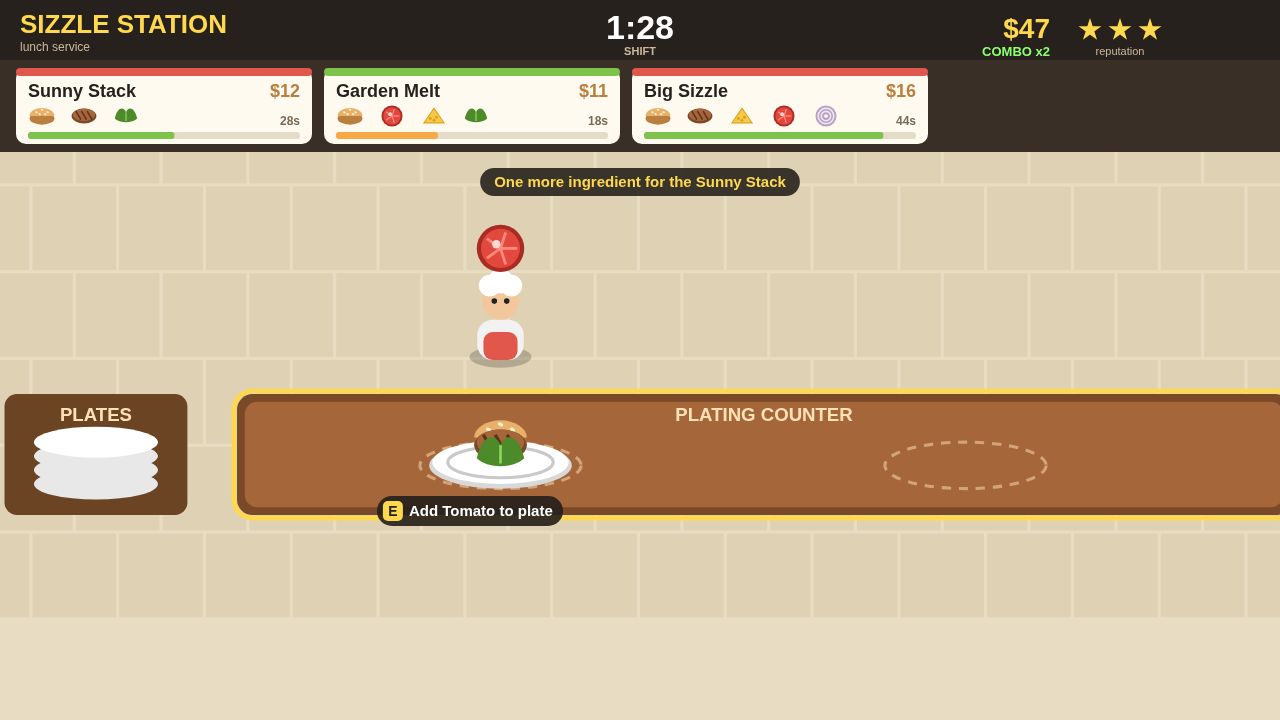 SIZZLE STATION
lunch service
1:28
SHIFT
$47
COMBO x2
reputation
Sunny Stack $12
28s
Garden Melt $11
18s
Big Sizzle $16
44s
One more ingredient for the Sunny Stack
PLATES
PLATING COUNTER
E Add Tomato to plate